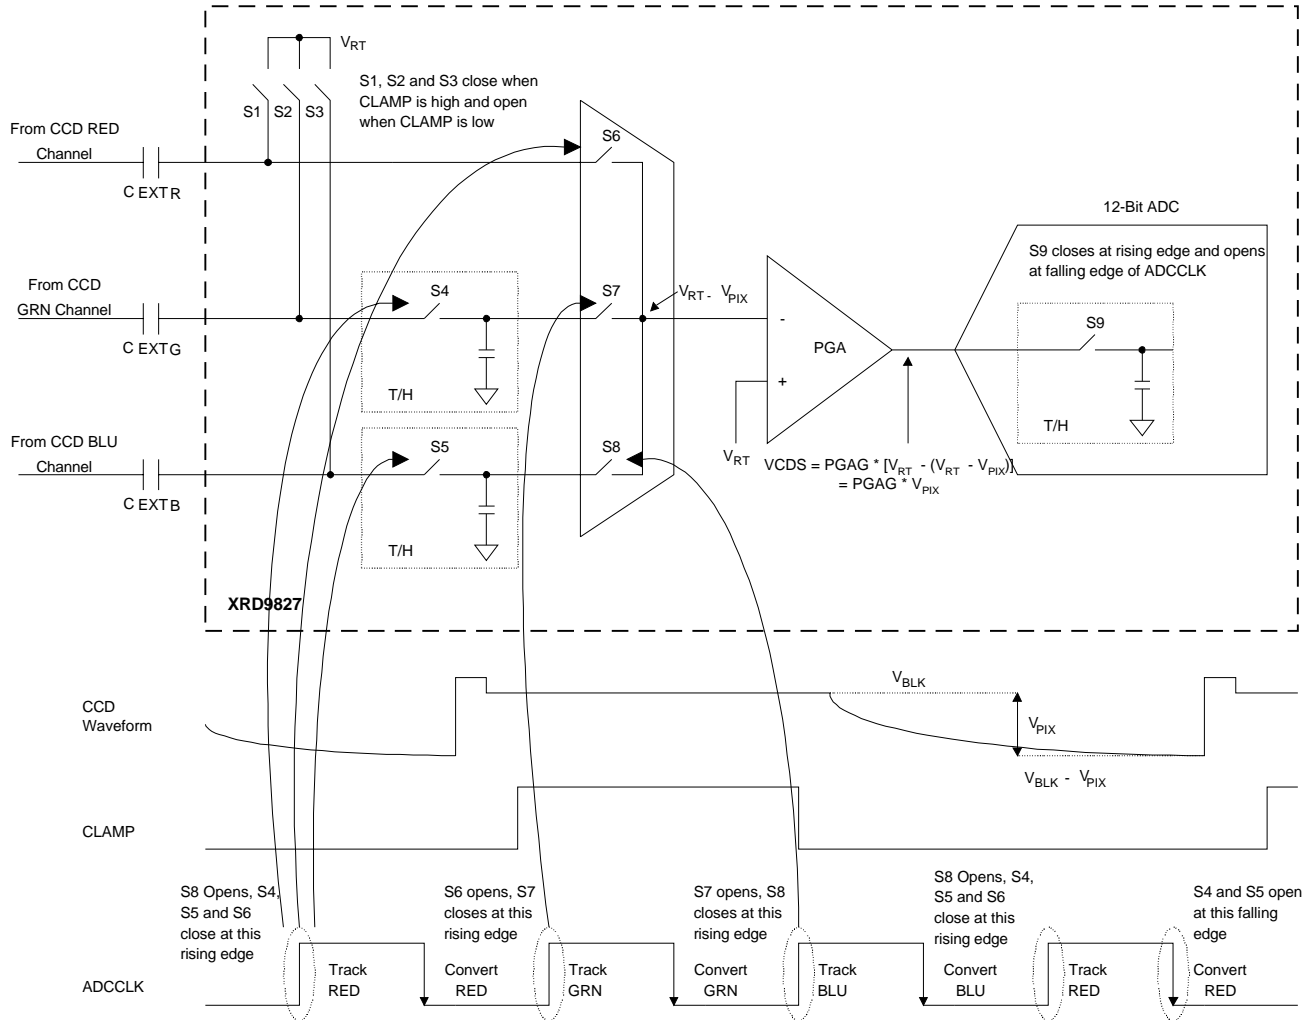 VRT
S1, S2 and S3 close when
CLAMP is high and open
when CLAMP is low
S1 S2 S3
From CCD RED
Channel
C EXTR
S6
12-Bit ADC
S9 closes at rising edge and opens
at falling edge of ADCCLK
From CCD
GRN Channel
C EXTG
S4
T/H
S7
VRT - VPIX
-
PGA
+
VRT
S9
T/H
From CCD BLU
Channel
C EXTB
S5
T/H
S8
VCDS = PGAG * [VRT - (VRT - VPIX)]
= PGAG * VPIX
XRD9827
CCD
Waveform
VBLK
VPIX
VBLK - VPIX
CLAMP
S8 Opens, S4,
S5 and S6
close at this
rising edge
S6 opens, S7
closes at this
rising edge
S7 opens, S8
closes at this
rising edge
S8 Opens, S4,
S5 and S6
close at this
rising edge
S4 and S5 open
at this falling
edge
ADCCLK
Track
RED
Convert
RED
Track
GRN
Convert
GRN
Track
BLU
Convert
BLU
Track
RED
Convert
RED